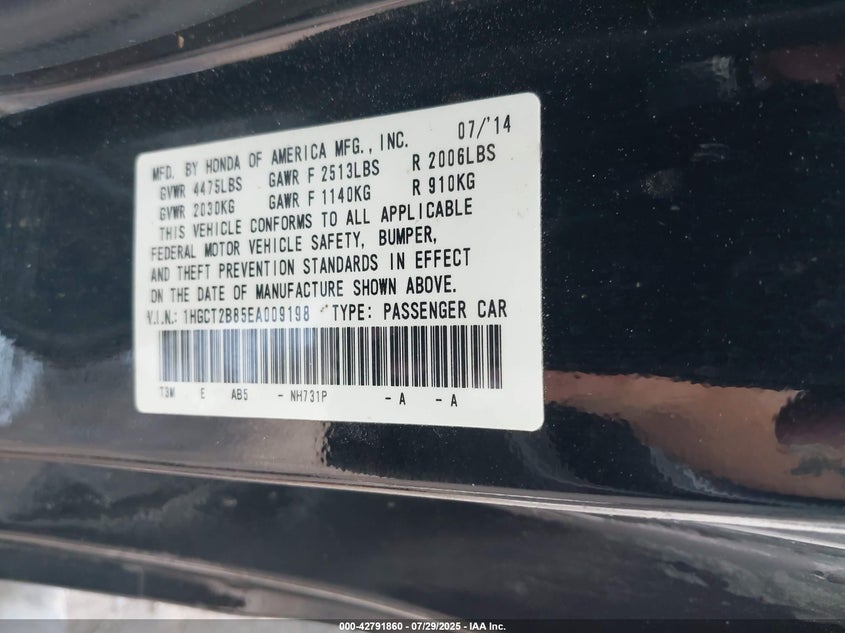 MFD. BY HONDA OF AMERICA MFG., INC. 07/'14
GVWR 4475LBS GAWR F 2513LBS R 2006LBS
GVWR 2030KG GAWR F 1140KG R 910KG
THIS VEHICLE CONFORMS TO ALL APPLICABLE
FEDERAL MOTOR VEHICLE SAFETY, BUMPER,
AND THEFT PREVENTION STANDARDS IN EFFECT
ON THE DATE OF MANUFACTURE SHOWN ABOVE.
V.I.N.: 1HGCT2B85EA009198 TYPE: PASSENGER CAR
T3M E AB5 - NH731P - A - A
000-42791860 - 07/29/2025 - IAA Inc.